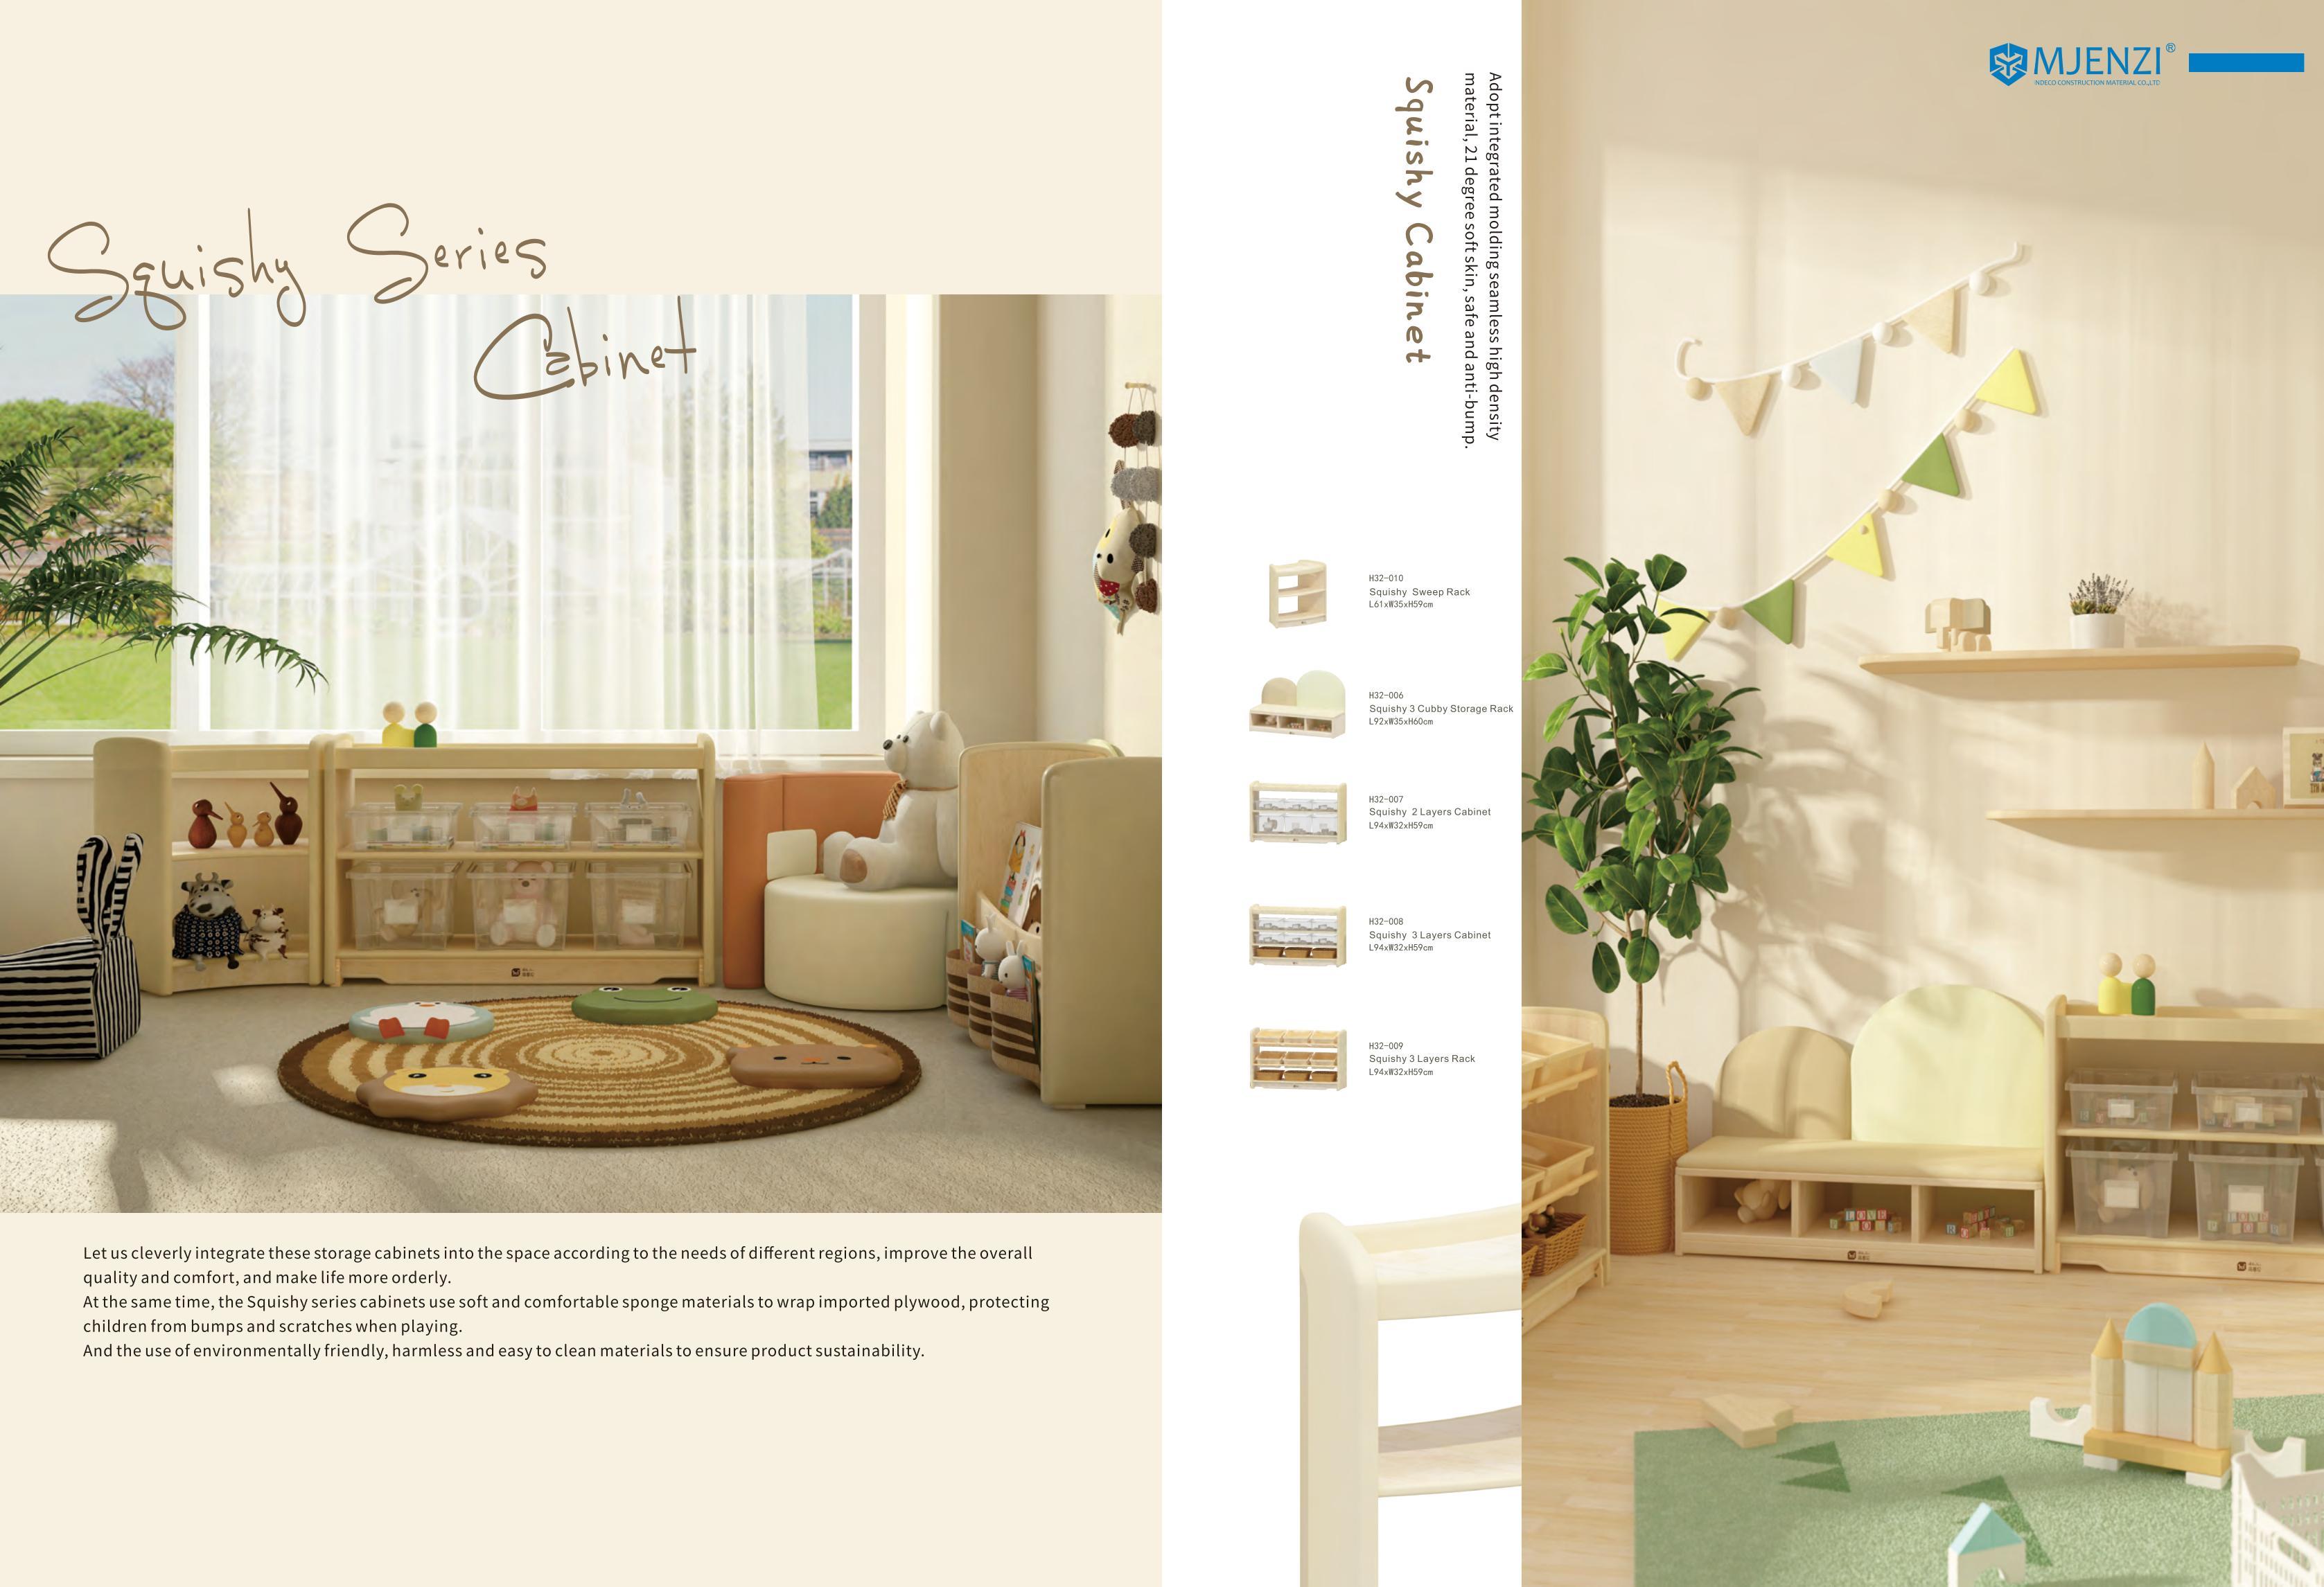 Squishy Series
Cabinet
Let us cleverly integrate these storage cabinets into the space according to the needs of different regions, improve the overall
quality and comfort, and make life more orderly.
At the same time, the Squishy series cabinets use soft and comfortable sponge materials to wrap imported plywood, protecting
children from bumps and scratches when playing.
And the use of environmentally friendly, harmless and easy to clean materials to ensure product sustainability.
Squishy Cabinet
Adopt integrated molding seamless high density
material, 21 degree soft skin, safe and anti-bump.
H32-010
Squishy Sweep Rack
L61xW35xH59cm
H32-006
Squishy 3 Cubby Storage Rack
L92xW35xH60cm
H32-007
Squishy 2 Layers Cabinet
L94xW32xH59cm
H32-008
Squishy 3 Layers Cabinet
L94xW32xH59cm
H32-009
Squishy 3 Layers Rack
L94xW32xH59cm
MJENZI®
NDECO CONSTRUCTION MATERIAL CO.,LTD
LOVE